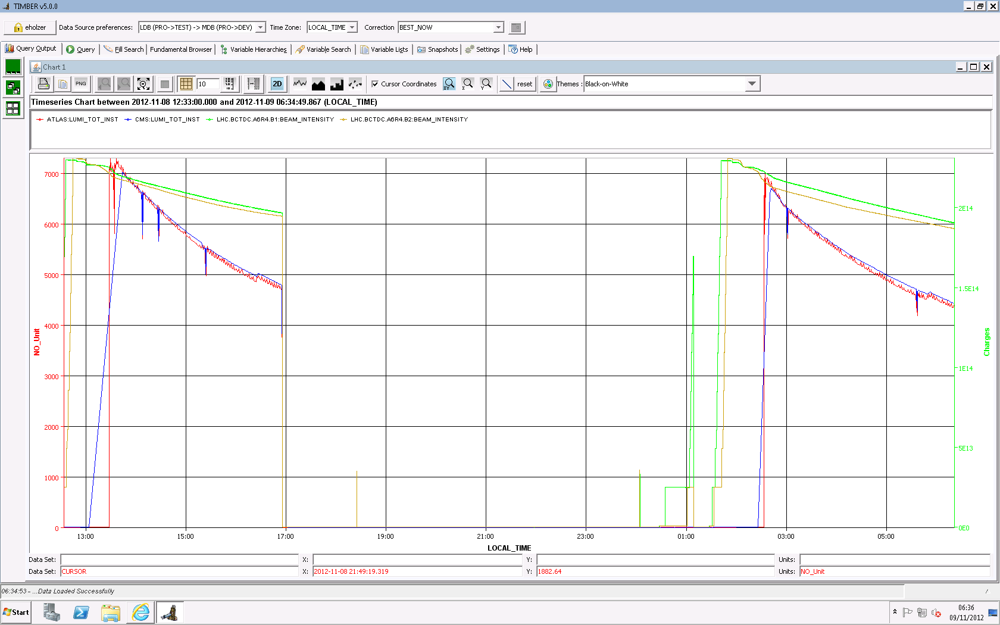 TIMBER v5.0.0
eholzer Data Source preferences: LDB (PRO->TEST) -> MDB (PRO->DEV) Time Zone: LOCAL_TIME Correction BEST_NOW
Query Output Query Fill Search Fundamental Browser Variable Hierarchies Variable Search Variable Lists Snapshots Settings Help
Chart 1
PNG 10 2D Cursor Coordinates XY X Y reset Themes : Black-on-White
Timeseries Chart between 2012-11-08 12:33:00.000 and 2012-11-09 06:34:49.867 (LOCAL_TIME)
ATLAS:LUMI_TOT_INST CMS:LUMI_TOT_INST LHC.BCTDC.A6R4.B1:BEAM_INTENSITY LHC.BCTDC.A6R4.B2:BEAM_INTENSITY
7000
6000
5000
4000
3000
2000
1000
0
NO_Unit
2E14
1.5E14
1E14
5E13
0E0
Charges
13:00 15:00 17:00 19:00 21:00 23:00 01:00 03:00 05:00
LOCAL_TIME
Data Set: X: Y: Units:
Data Set: CURSOR X: 2012-11-08 21:49:19.319 Y: 1882.64 Units: NO_Unit
06:34:53 - ...Data Loaded Successfully
Start
06:36
09/11/2012